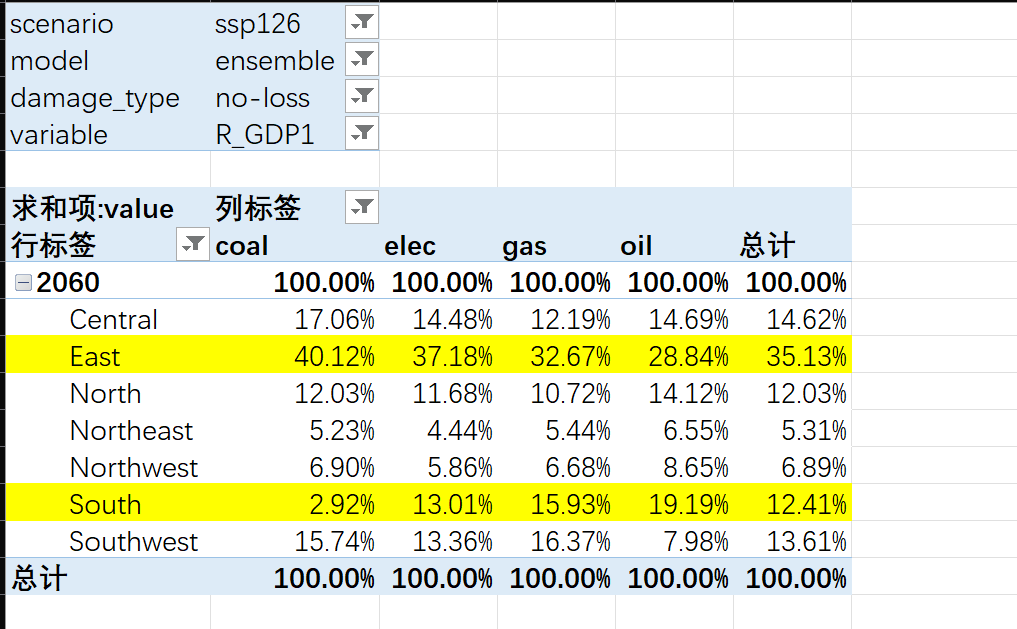 scenario ssp126
model ensemble
damage_type no-loss
variable R_GDP1
求和项:value 列标签
行标签 coal elec gas oil 总计
2060 100.00% 100.00% 100.00% 100.00% 100.00%
Central 17.06% 14.48% 12.19% 14.69% 14.62%
East 40.12% 37.18% 32.67% 28.84% 35.13%
North 12.03% 11.68% 10.72% 14.12% 12.03%
Northeast 5.23% 4.44% 5.44% 6.55% 5.31%
Northwest 6.90% 5.86% 6.68% 8.65% 6.89%
South 2.92% 13.01% 15.93% 19.19% 12.41%
Southwest 15.74% 13.36% 16.37% 7.98% 13.61%
总计 100.00% 100.00% 100.00% 100.00% 100.00%